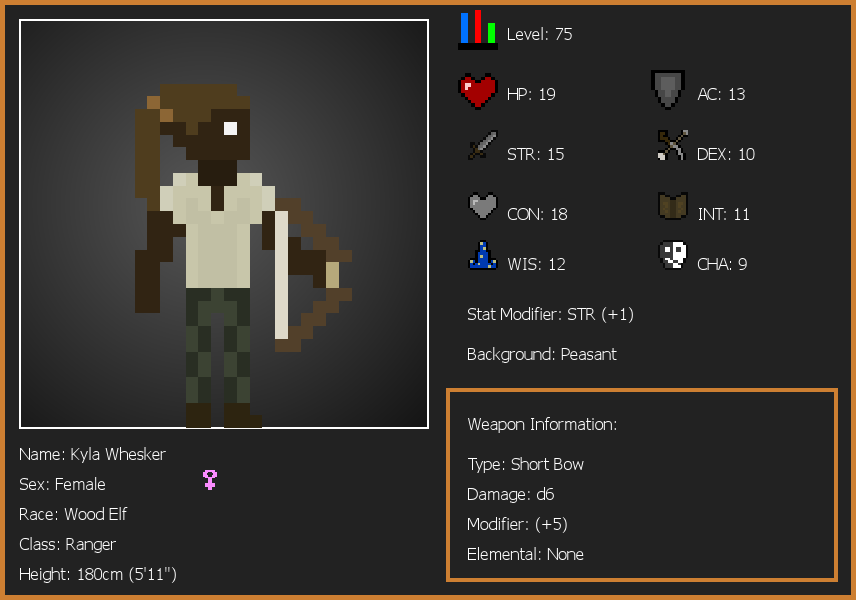 Level: 75
HP: 19
AC: 13
STR: 15
DEX: 10
CON: 18
INT: 11
WIS: 12
CHA: 9
Stat Modifier: STR (+1)
Background: Peasant
Weapon Information:
Type: Short Bow
Damage: d6
Modifier: (+5)
Elemental: None
Name: Kyla Whesker
Sex: Female
Race: Wood Elf
Class: Ranger
Height: 180cm (5'11")